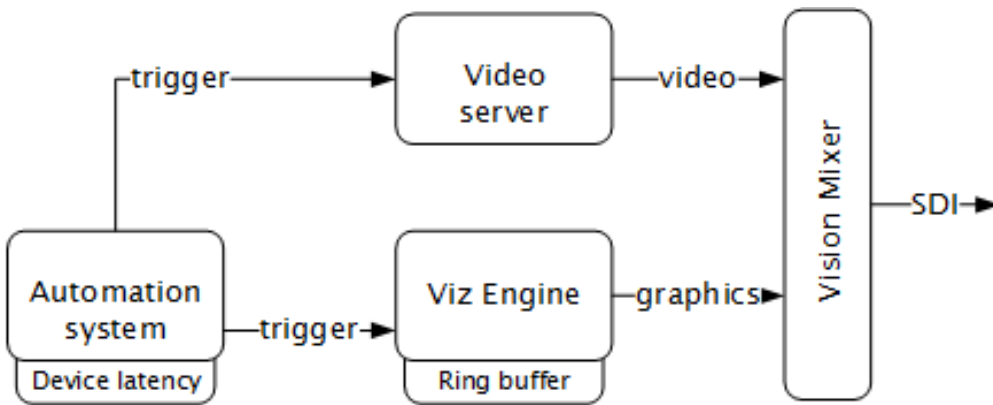 trigger
Video
server
video
Vision Mixer
SDI
Automation
system
Device latency
trigger
Viz Engine
Ring buffer
graphics